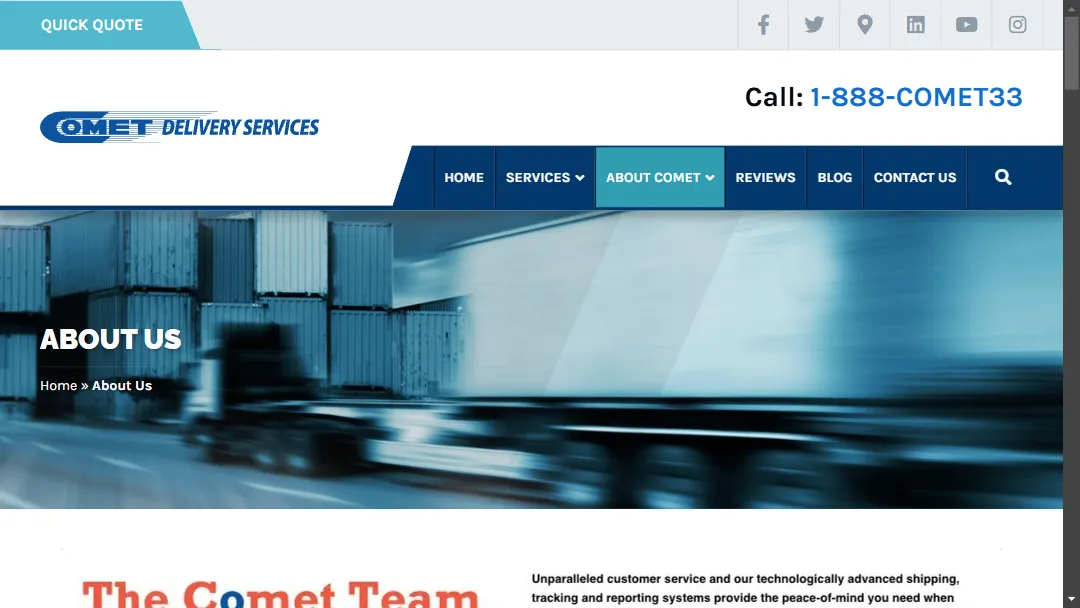 QUICK QUOTE
Call: 1-888-COMET33
COMET DELIVERY SERVICES
HOME SERVICES ABOUT COMET REVIEWS BLOG CONTACT US
ABOUT US
Home » About Us
The Comet Team
Unparalleled customer service and our technologically advanced shipping,
tracking and reporting systems provide the peace-of-mind you need when